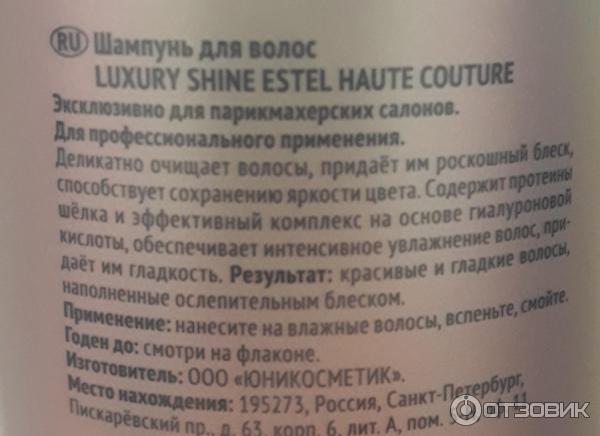 RU Шампунь для волос
LUXURY SHINE ESTEL HAUTE COUTURE
Эксклюзивно для парикмахерских салонов.
Для профессионального применения.
Деликатно очищает волосы, придаёт им роскошный блеск,
способствует сохранению яркости цвета. Содержит протеины
шёлка и эффективный комплекс на основе гиалуроновой
кислоты, обеспечивает интенсивное увлажнение волос, при-
даёт им гладкость. Результат: красивые и гладкие волосы,
наполненные ослепительным блеском.
Применение: нанесите на влажные волосы, вспеньте, смойте.
Годен до: смотри на флаконе.
Изготовитель: ООО «ЮНИКОСМЕТИК».
Место нахождения: 195273, Россия, Санкт-Петербург,
Пискарёвский пр., д. 63, корп. 6, лит. А, пом.
ОТЗОВИК